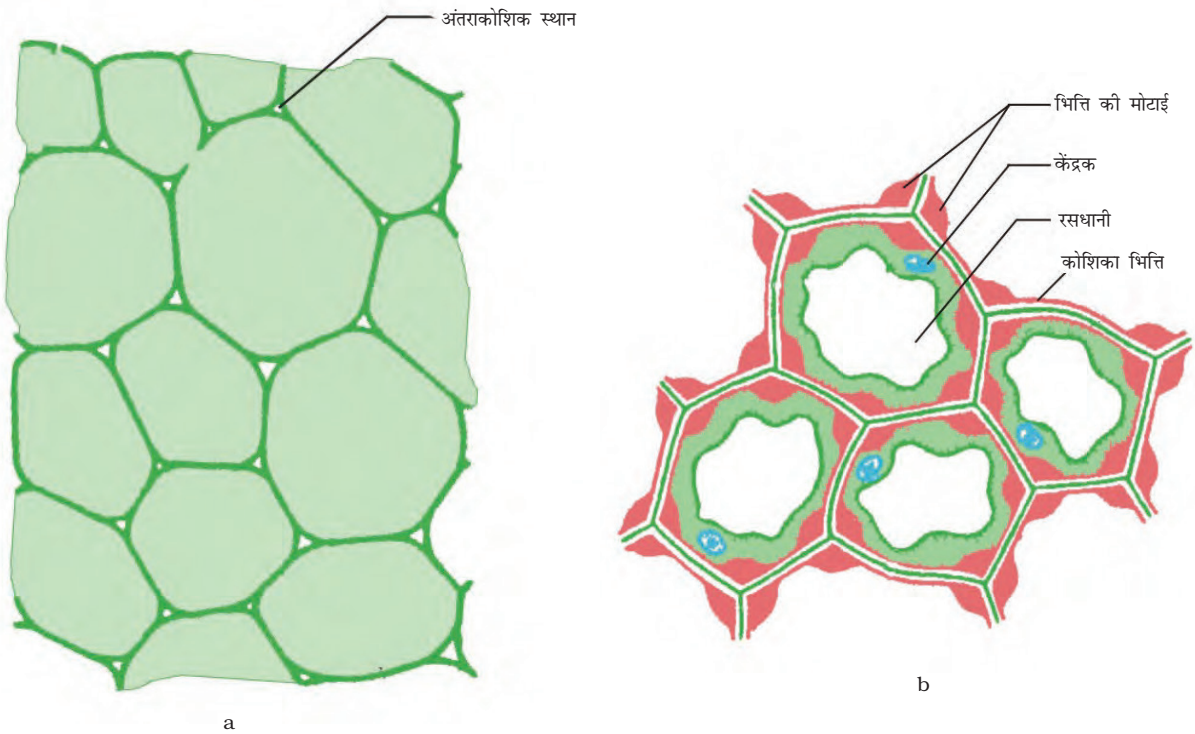 अंतराकोशिक स्थान
भित्ति की मोटाई
केंद्रक
रसधानी
कोशिका भित्ति
a
b